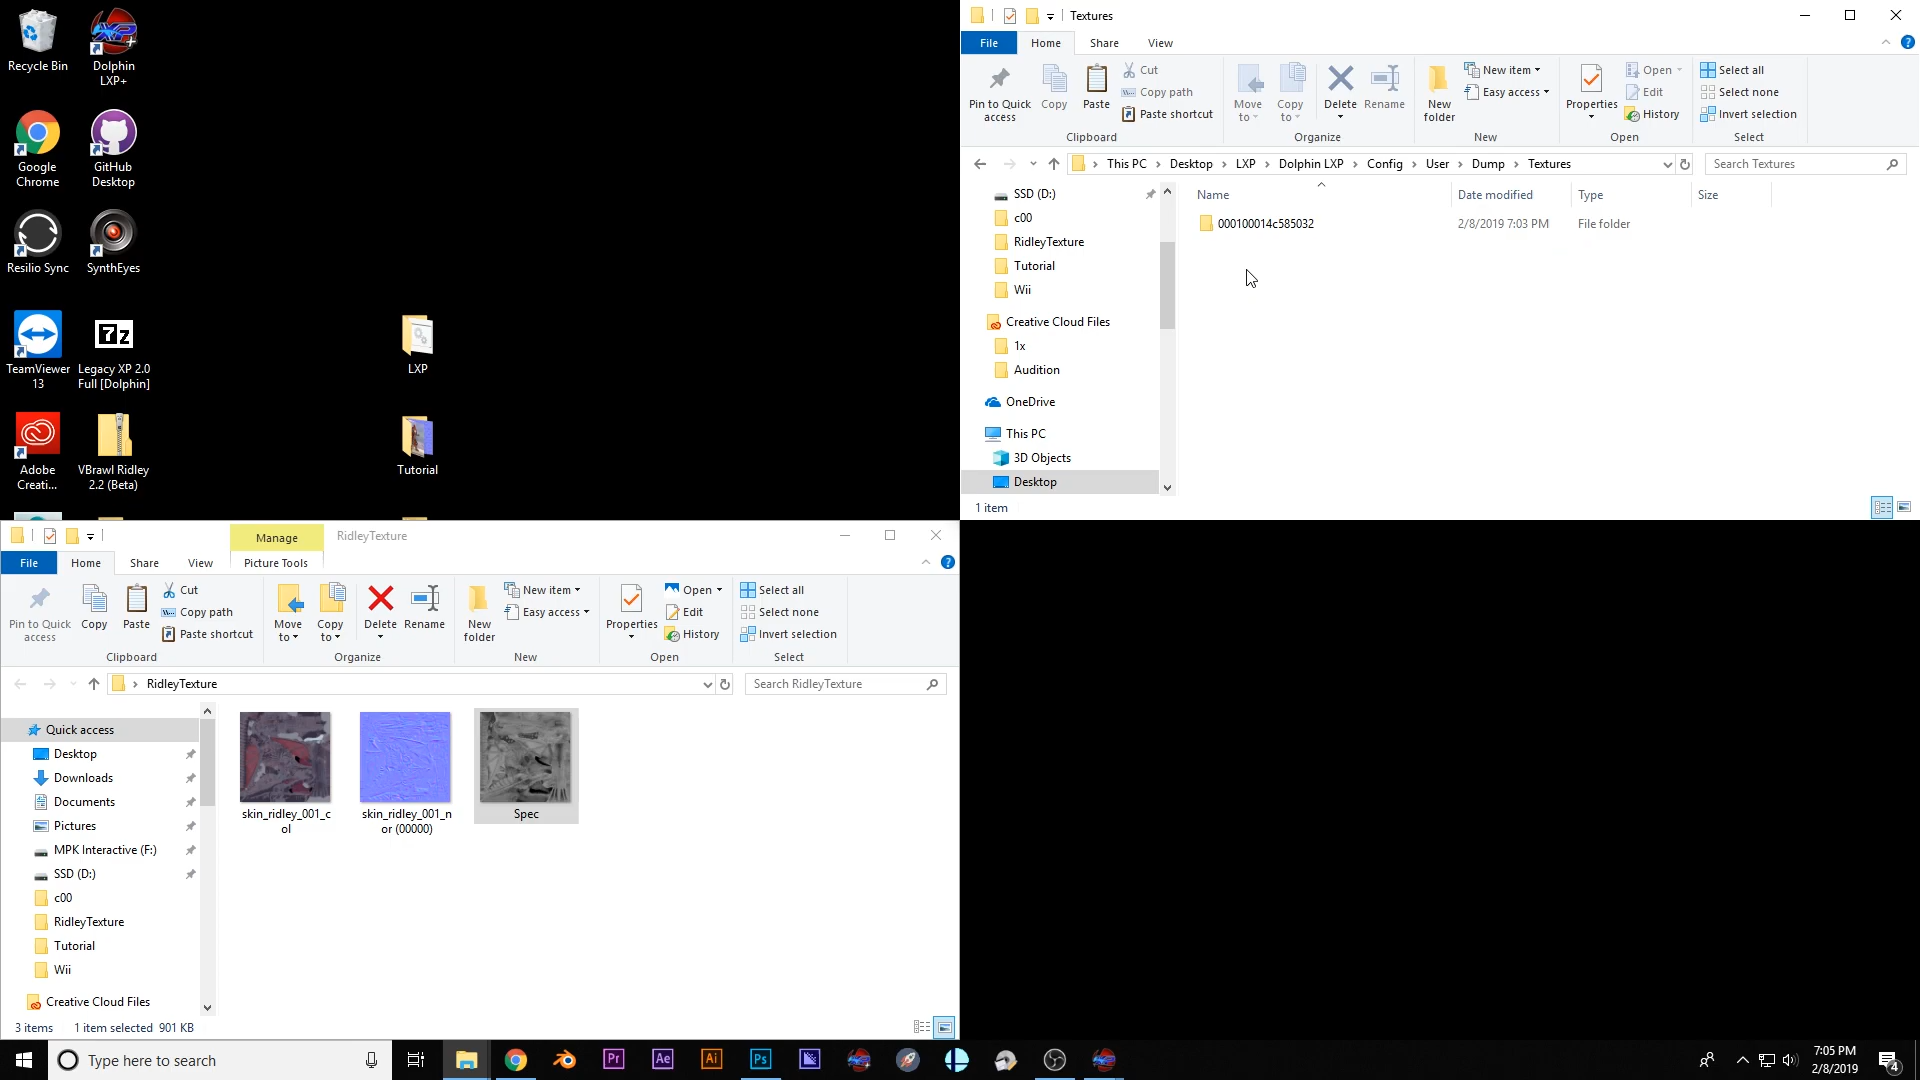 Recycle Bin
Dolphin
LXP+
Google
Chrome
GitHub
Desktop
Resilio Sync
SynthEyes
TeamViewer
13
7z
Legacy XP 2.0
Full [Dolphin]
LXP
Adobe
Creati...
VBrawl Ridley
2.2 (Beta)
Tutorial
Textures
File
Home
Share
View
Pin to Quick
access
Copy
Paste
Cut
Copy path
Paste shortcut
Clipboard
Move
to
Copy
to
Delete
Rename
Organize
New
folder
New item
Easy access
New
Properties
Open
Edit
History
Open
Select all
Select none
Invert selection
Select
This PC
Desktop
LXP
Dolphin LXP
Config
User
Dump
Textures
Search Textures
SSD (D:)
c00
RidleyTexture
Tutorial
Wii
Creative Cloud Files
1x
Audition
OneDrive
This PC
3D Objects
Desktop
Name
Date modified
Type
Size
000100014c585032
2/8/2019 7:03 PM
File folder
1 item
Manage
RidleyTexture
File
Home
Share
View
Picture Tools
Pin to Quick
access
Copy
Paste
Cut
Copy path
Paste shortcut
Clipboard
Move
to
Copy
to
Delete
Rename
Organize
New
folder
New item
Easy access
New
Properties
Open
Edit
History
Open
Select all
Select none
Invert selection
Select
RidleyTexture
Search RidleyTexture
Quick access
Desktop
Downloads
Documents
Pictures
MPK Interactive (F:)
SSD (D:)
c00
RidleyTexture
Tutorial
Wii
Creative Cloud Files
skin_ridley_001_c
ol
skin_ridley_001_n
or (00000)
Spec
3 items
1 item selected 901 KB
Type here to search
Pr
Ae
Ai
Ps
7:05 PM
2/8/2019
4